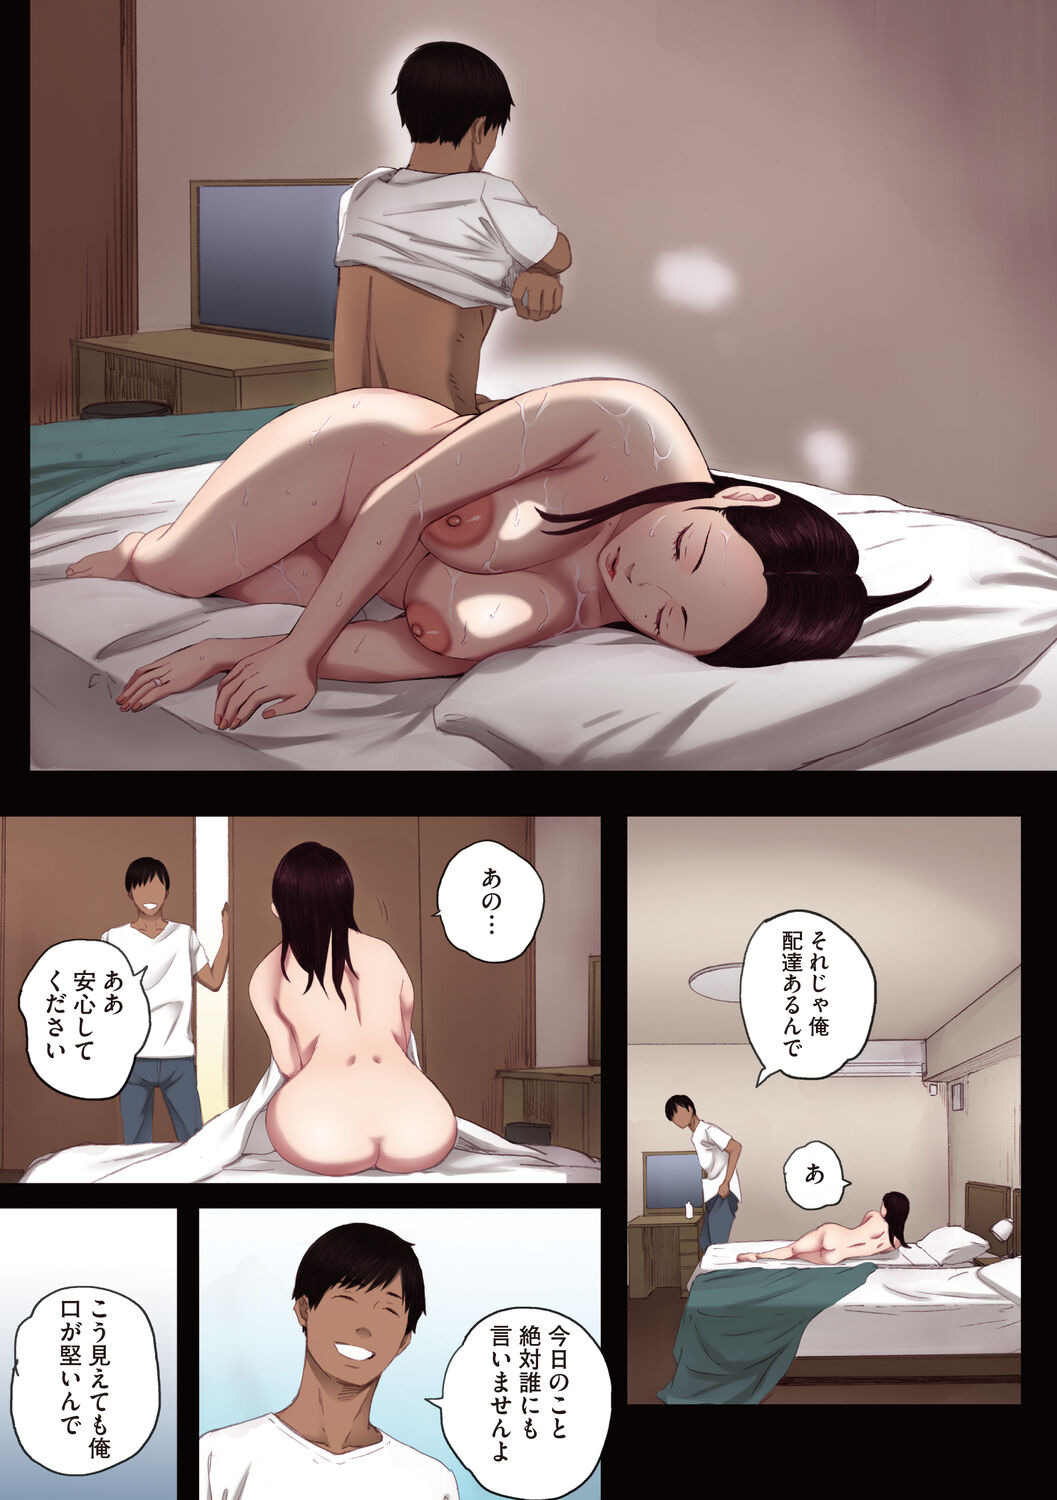 それじゃ俺
配達あるんで
あ
あの…
ああ
安心して
ください
今日のこと
絶対誰にも
言いませんよ
こう見えても俺
口が堅いんで